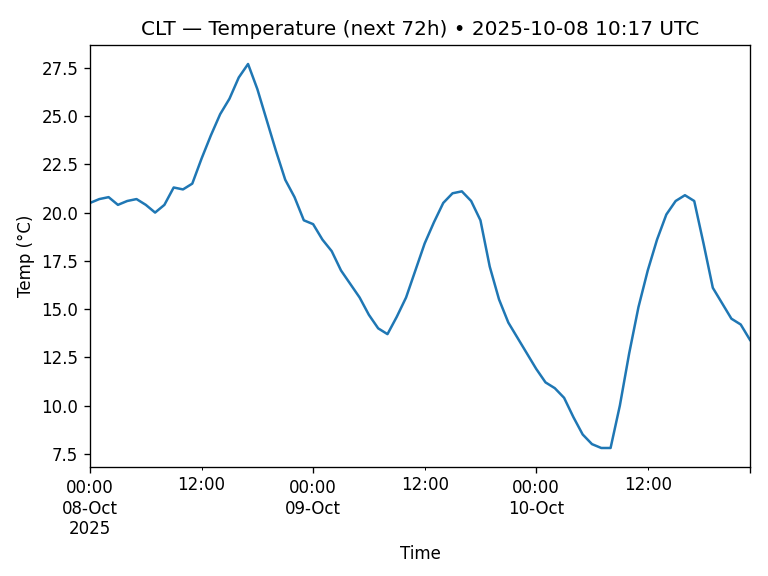 CLT — Temperature (next 72h) • 2025-10-08 10:17 UTC
27.5
25.0
22.5
20.0
17.5
15.0
12.5
10.0
7.5
Temp (°C)
00:00 12:00 00:00 12:00 00:00 12:00
08-Oct 09-Oct 10-Oct
2025
Time